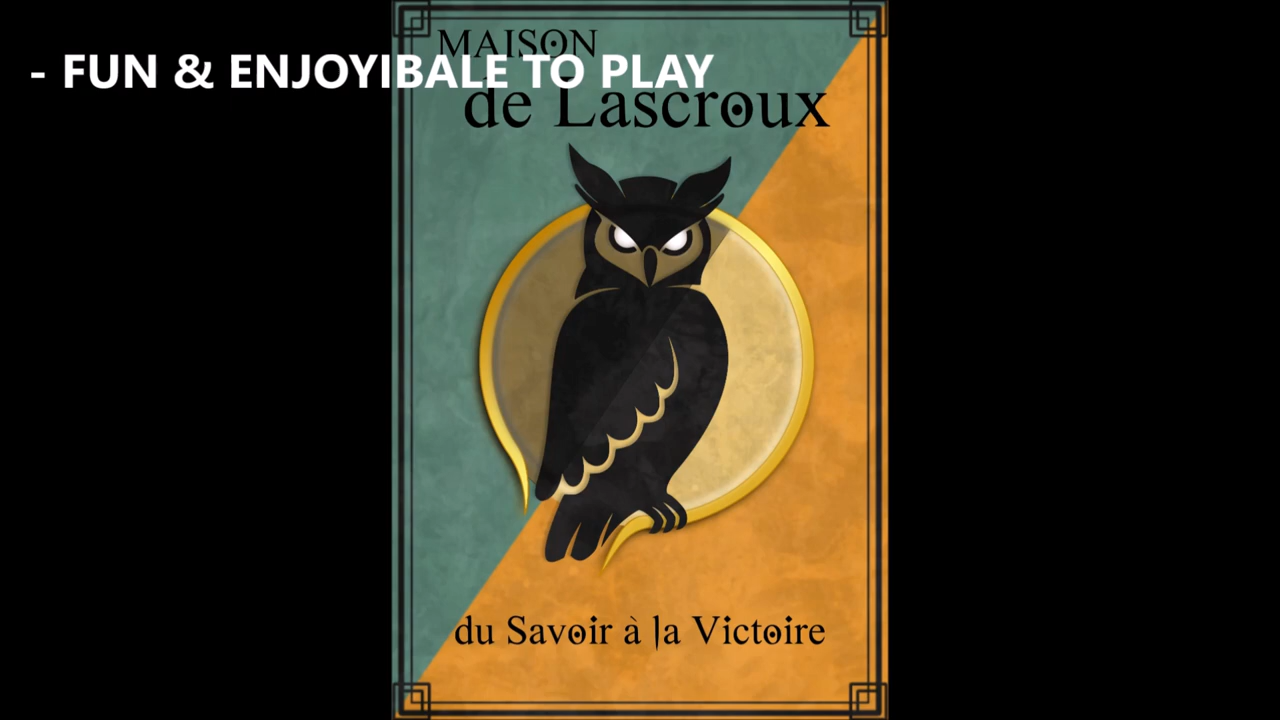 MAISON
- FUN & ENJOYIBALE TO PLAY
de Lascroux
du Savoir à la Victoire